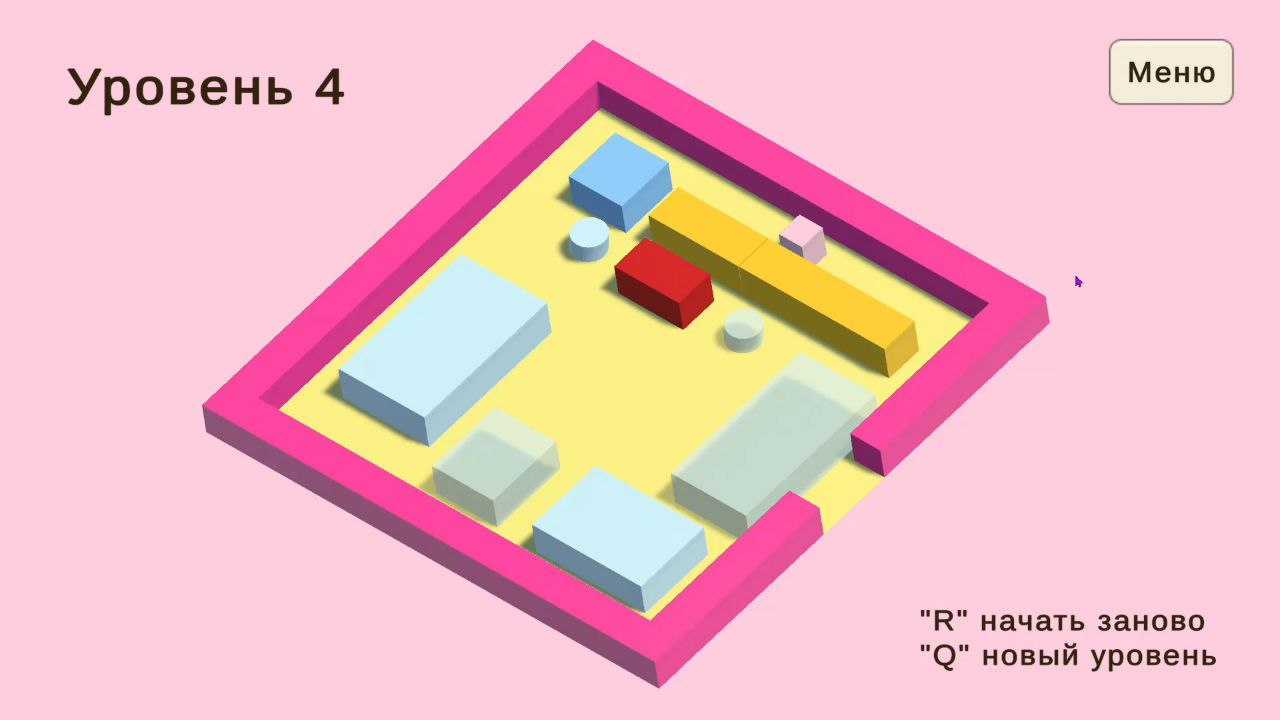 Уровень 4
Меню
"R" начать заново
"Q" новый уровень